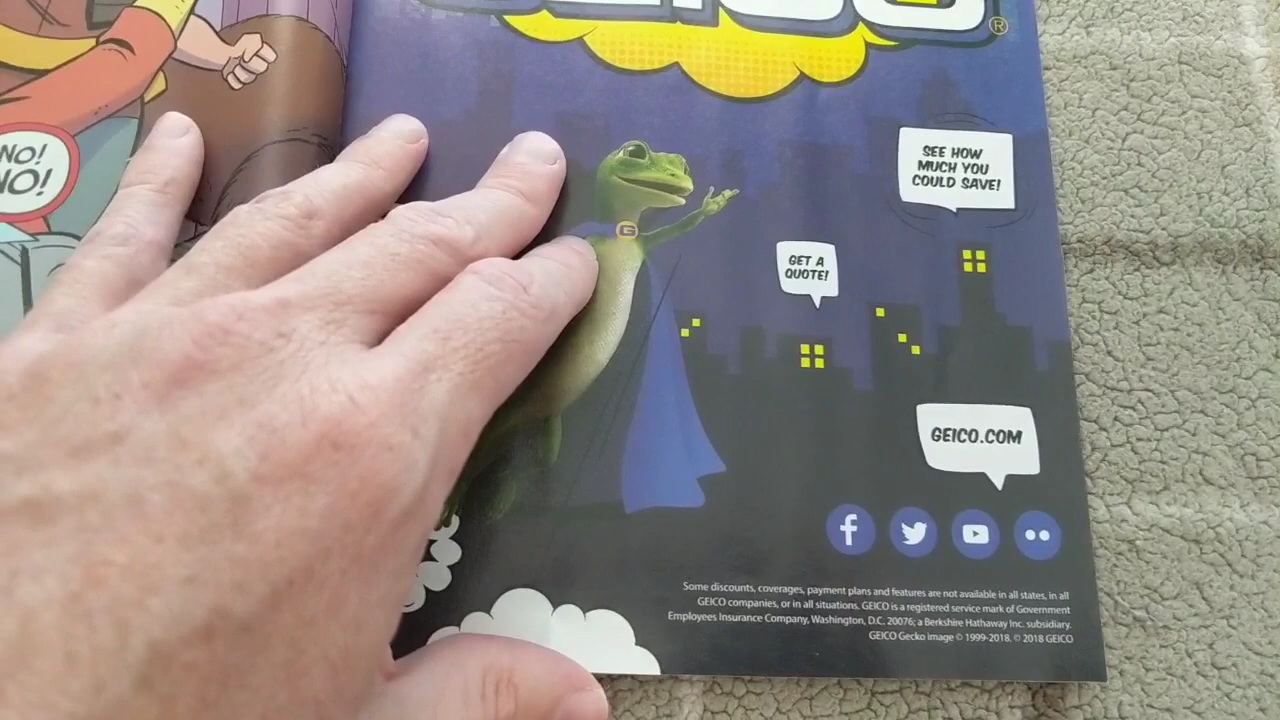 GEICO
®
NO!
NO!
SEE HOW
MUCH YOU
COULD SAVE!
G
GET A
QUOTE!
GEICO.COM
f
Some discounts, coverages, payment plans and features are not available in all states, in all
GEICO companies, or in all situations. GEICO is a registered service mark of Government
Employees Insurance Company, Washington, D.C. 20076; a Berkshire Hathaway Inc. subsidiary.
GEICO Gecko image © 1999-2018. © 2018 GEICO